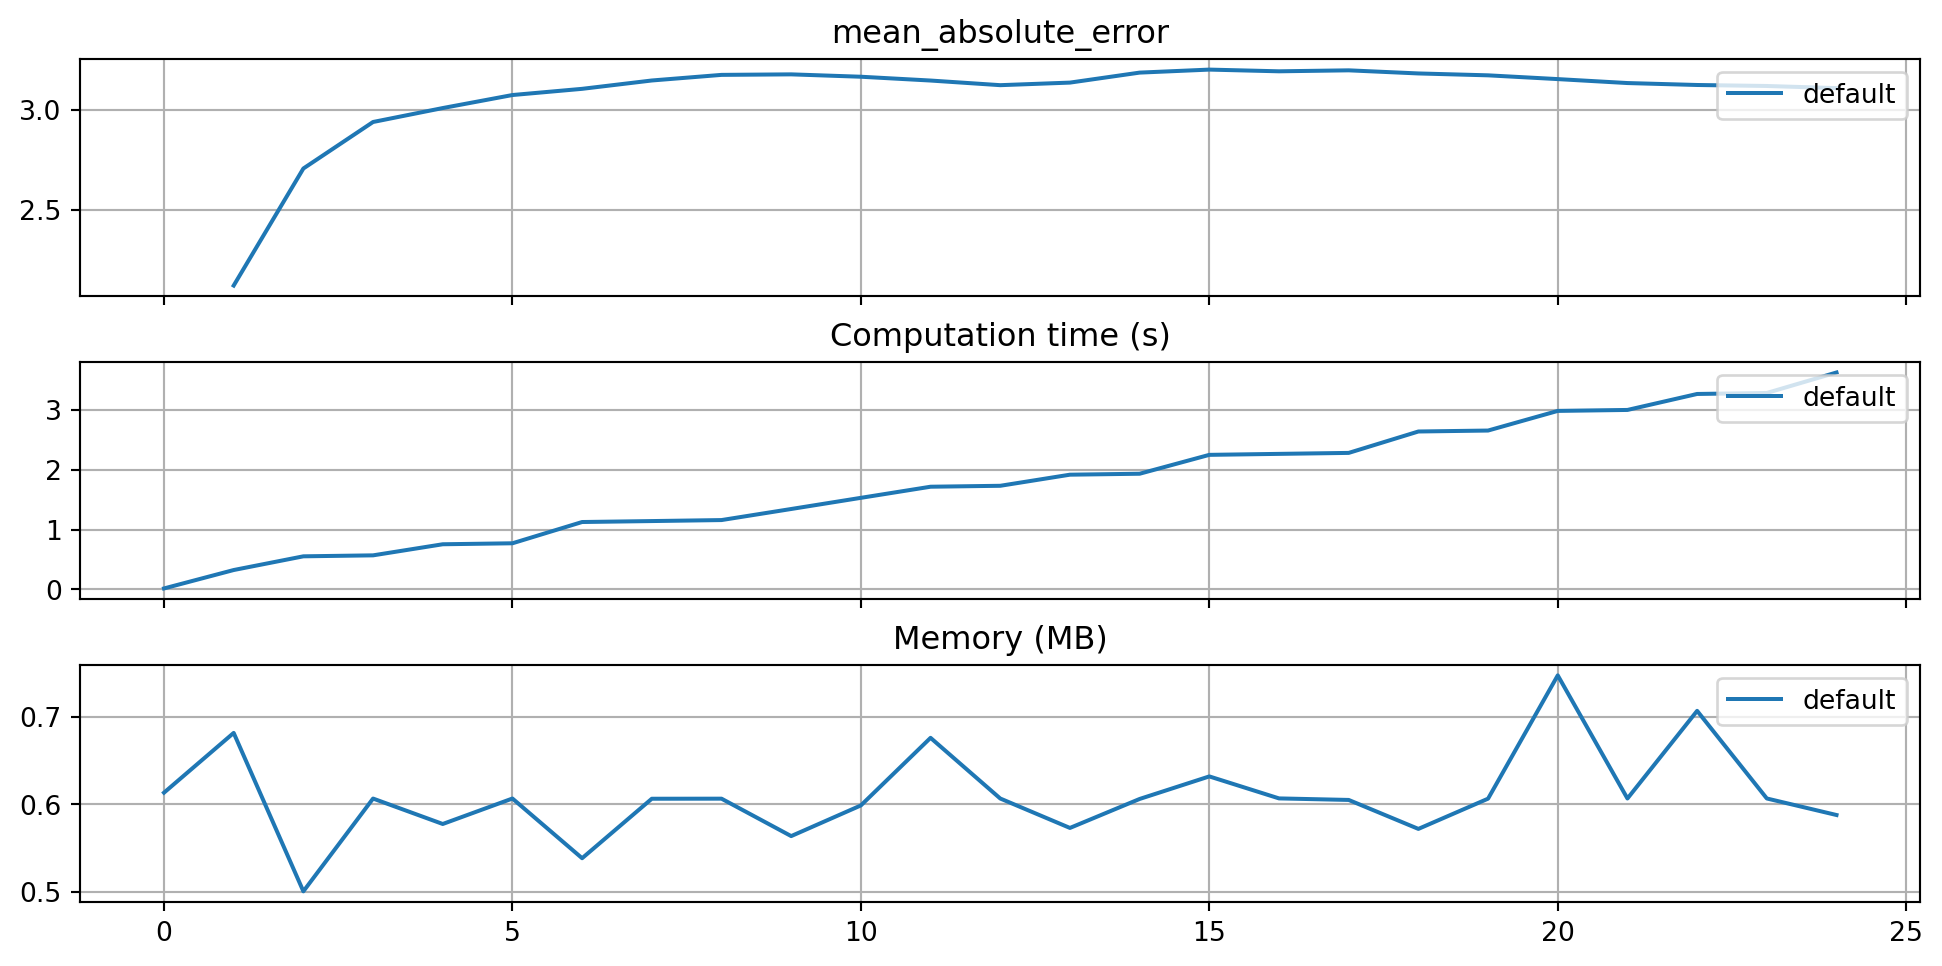 mean_absolute_error
3.0
2.5
default
Computation time (s)
3
2
1
0
default
Memory (MB)
0.7
0.6
0.5
default
0 5 10 15 20 25